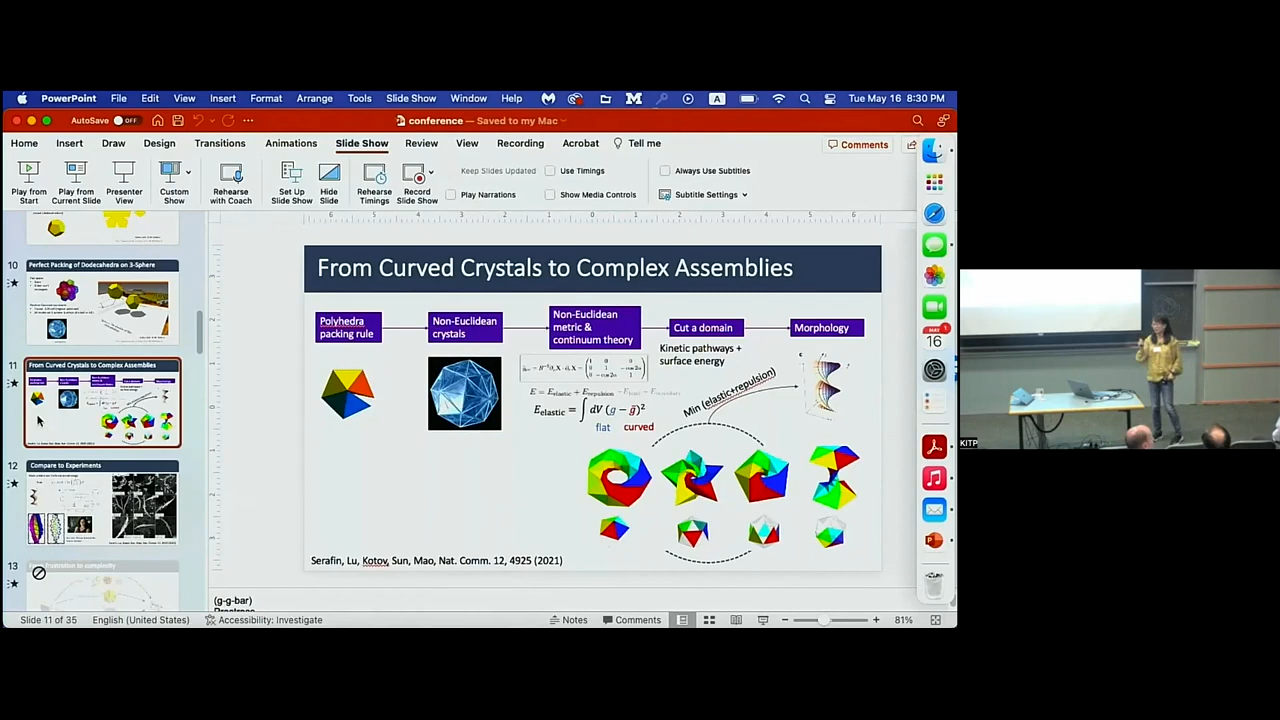 PowerPoint File Edit View Insert Format Arrange Tools Slide Show Window Help A Tue May 16 8:30 PM
AutoSave OFF ... conference — Saved to my Mac
Home Insert Draw Design Transitions Animations Slide Show Review View Recording Acrobat Tell me Comments
Play from Start
Play from Current Slide
Presenter View
Custom Show
Rehearse with Coach
Set Up Slide Show
Hide Slide
Rehearse Timings
Record Slide Show
Keep Slides Updated
Use Timings
Always Use Subtitles
Play Narrations
Show Media Controls
Subtitle Settings
10
Perfect Packing of Dodecahedra on 3-Sphere
11
From Curved Crystals to Complex Assemblies
12
Compare to Experiments
13
From Curved Crystals to Complex Assemblies
Polyhedra
packing rule
Non-Euclidean
crystals
Non-Euclidean
metric &
continuum theory
Cut a domain
Morphology
Kinetic pathways +
surface energy
E = E_elastic + E_repulsion
E_elastic = ∫ dV (g − ḡ)²
flat curved
Min (elastic+repulsion)
Serafin, Lu, Kotov, Sun, Mao, Nat. Comm. 12, 4925 (2021)
(g-g-bar)
Slide 11 of 35 English (United States) Accessibility: Investigate Notes Comments 81%
MAY
16
KITP